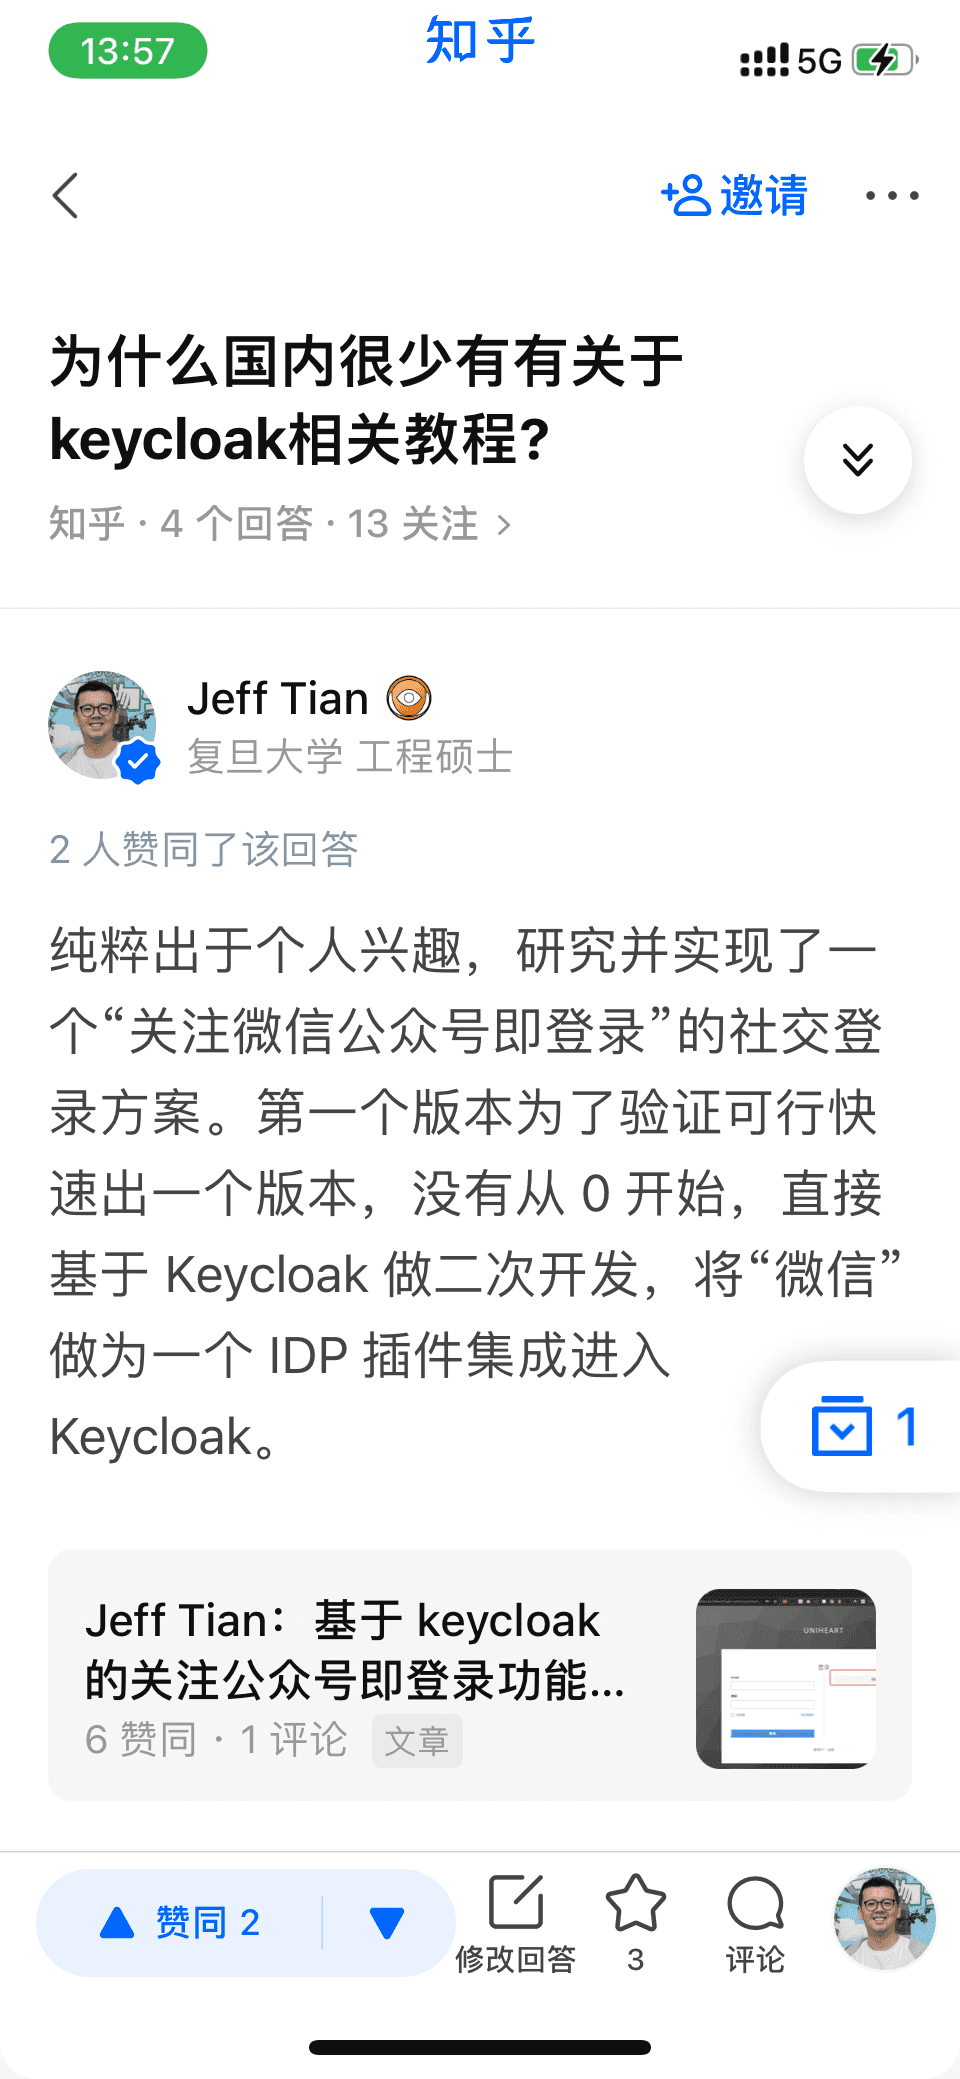 13:57
知乎
5G
邀请
为什么国内很少有有关于
keycloak相关教程?
知乎 · 4 个回答 · 13 关注 >
Jeff Tian
复旦大学 工程硕士
2 人赞同了该回答
纯粹出于个人兴趣，研究并实现了一
个“关注微信公众号即登录”的社交登
录方案。第一个版本为了验证可行快
速出一个版本，没有从 0 开始，直接
基于 Keycloak 做二次开发，将“微信”
做为一个 IDP 插件集成进入
Keycloak。
1
Jeff Tian：基于 keycloak
的关注公众号即登录功能...
6 赞同 · 1 评论 文章
UNIHEART
登录
赞同 2
修改回答
3
评论